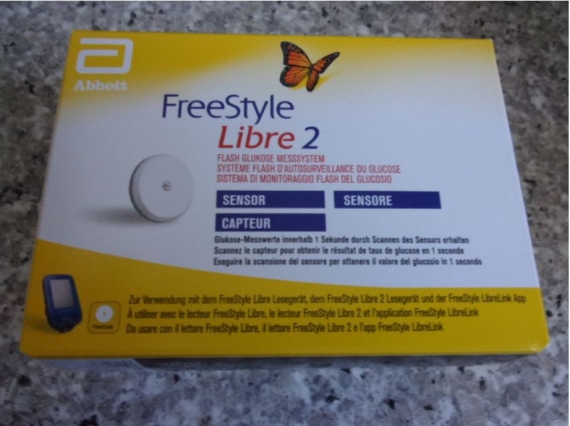 Abbott
FreeStyle
Libre 2
FLASH GLUKOSE MESSSYSTEM
SYSTÈME FLASH D'AUTOSURVEILLANCE DU GLUCOSE
SISTEMA DI MONITORAGGIO FLASH DEL GLUCOSIO
SENSOR SENSORE
CAPTEUR
Glukose-Messwerte innerhalb 1 Sekunde durch Scannen des Sensors erhalten
Scannez le capteur pour obtenir le résultat de taux de glucose en 1 seconde
Eseguire la scansione del sensore per ottenere il valore del glucosio in 1 secondo
Zur Verwendung mit dem FreeStyle Libre Lesegerät, dem FreeStyle Libre 2 Lesegerät und der FreeStyle LibreLink App
À utiliser avec le lecteur FreeStyle Libre, le lecteur FreeStyle Libre 2 et l'application FreeStyle LibreLink
Da usare con il lettore FreeStyle Libre, il lettore FreeStyle Libre 2 e l'app FreeStyle LibreLink